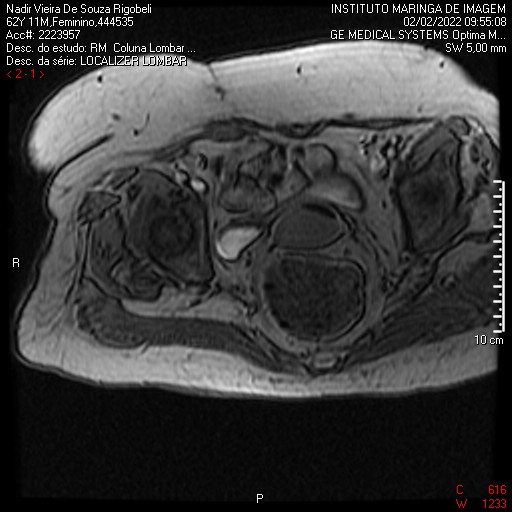 Nadir Vieira De Souza Rigobeli
62Y 11M,Feminino,444535
Acc#: 2223957
Desc. do estudo: RM  Coluna Lombar ...
Desc. da série: LOCALIZER LOMBAR
< 2 - 1 >
INSTITUTO MARINGA DE IMAGEM
02/02/2022 09:55:08
GE MEDICAL SYSTEMS Optima M...
SW 5,00 mm
R
10 cm
P
C 616
W 1233